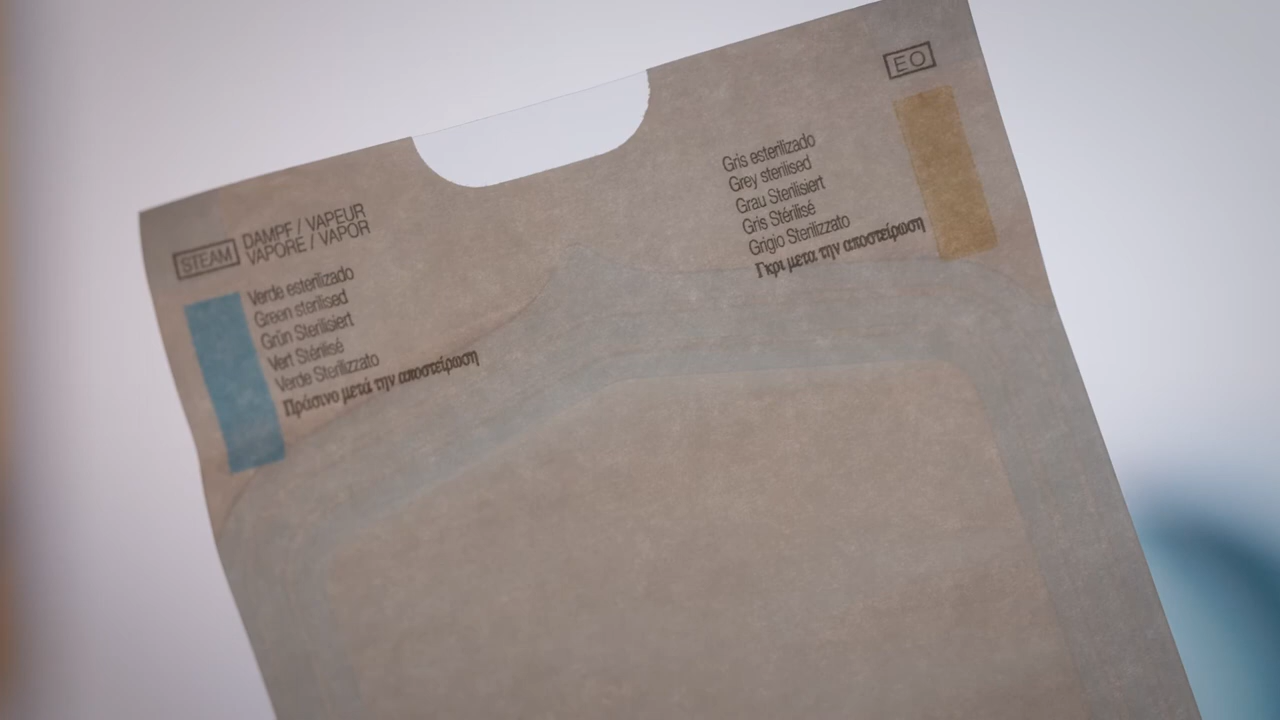 STEAM DAMPF / VAPEUR
VAPORE / VAPOR
Verde esterilizado
Green sterilised
Grün Sterilisiert
Vert Stérilisé
Verde Sterilizzato
Πράσινο μετά την αποστείρωση
EO
Gris esterilizado
Grey sterilised
Grau Sterilisiert
Gris Stérilisé
Grigio Sterilizzato
Γκρι μετα την αποστείρωση